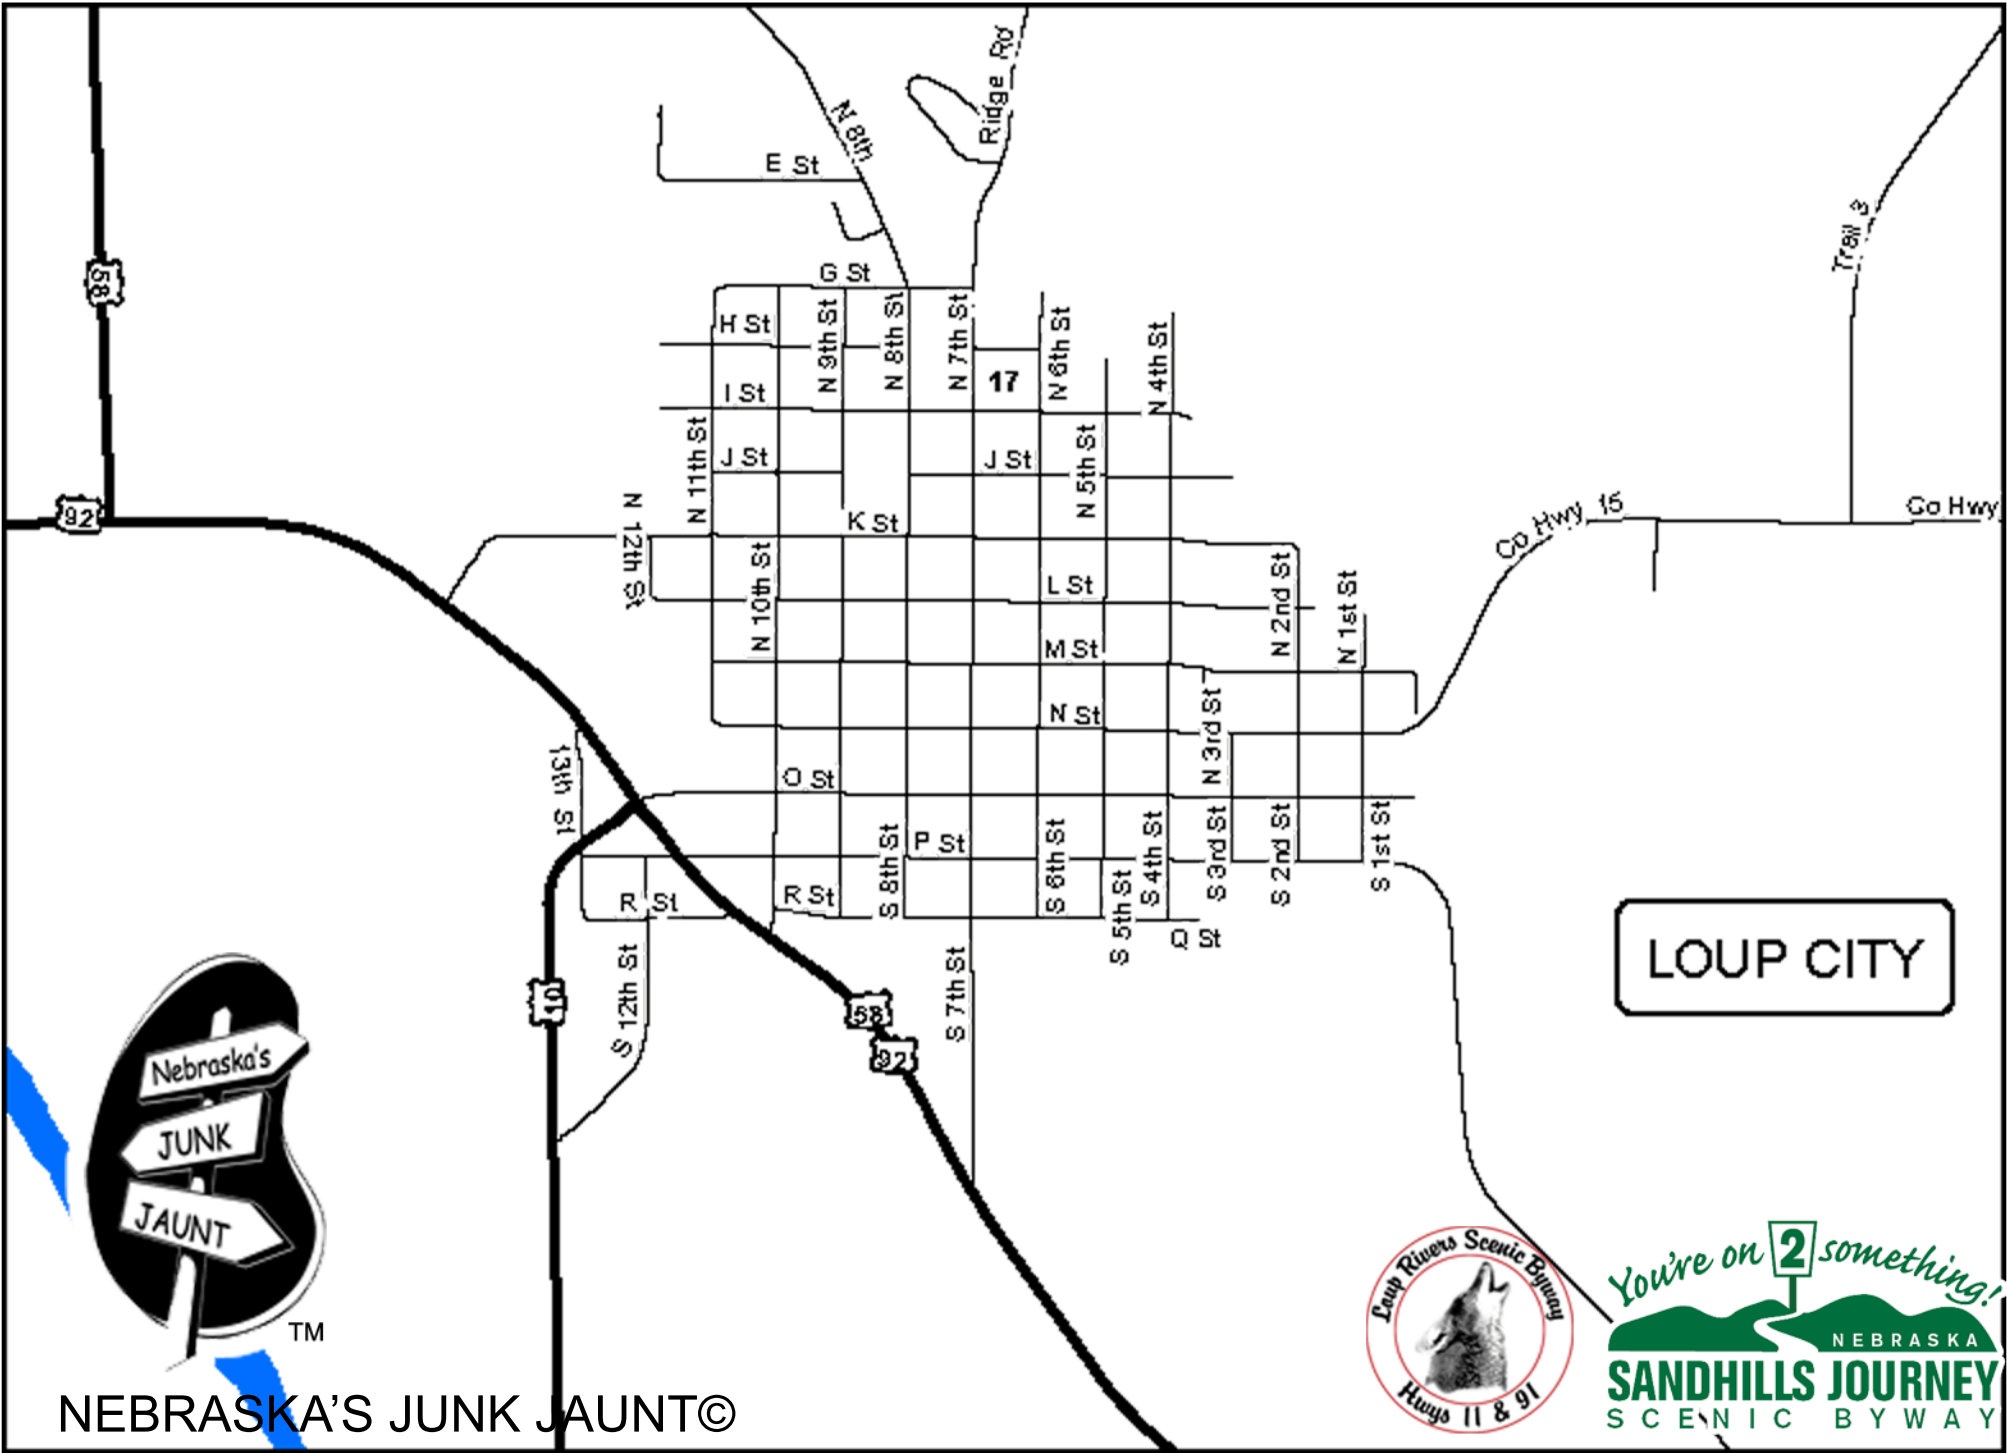 N 8th
Ridge Rd
E St
Trail 3
58
G St
H St
N 9th St
N 8th St
N 7th St
17
N 6th St
N 4th St
I St
N 11th St
J St
J St
N 5th St
92
N 12th St
K St
Co Hwy 15
Co Hwy
N 10th St
L St
N 2nd St
N 1st St
M St
N St
N 3rd St
13th St
O St
S 8th St
P St
S 6th St
S 4th St
S 3rd St
S 2nd St
S 1st St
R St
R St
S 5th St
Q St
S 12th St
S 7th St
10
58
92
LOUP CITY
Nebraska's
JUNK
JAUNT
TM
NEBRASKA'S JUNK JAUNT©
Loup Rivers Scenic Byway
Hwys 11 & 91
You're on 2 something!
NEBRASKA
SANDHILLS JOURNEY
SCENIC BYWAY